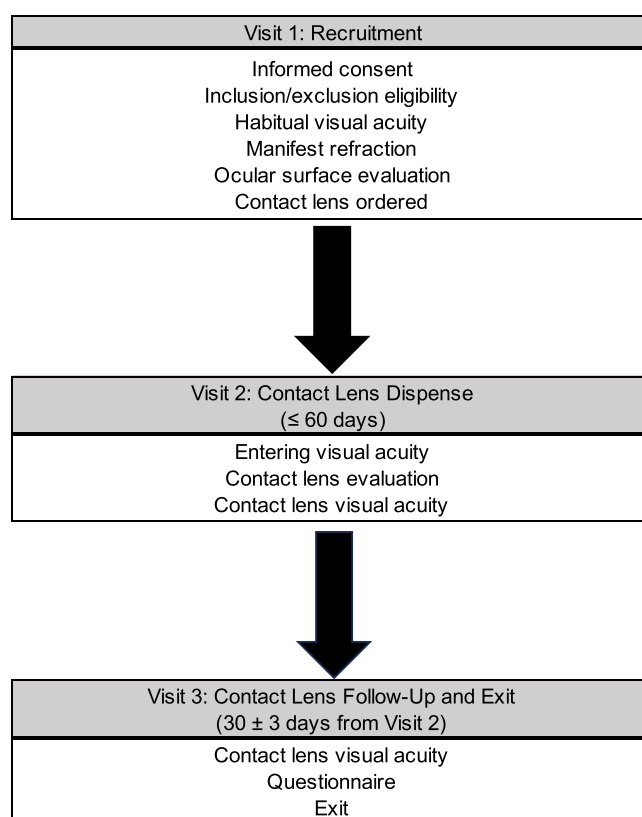 Visit 1: Recruitment
Informed consent
Inclusion/exclusion eligibility
Habitual visual acuity
Manifest refraction
Ocular surface evaluation
Contact lens ordered
Visit 2: Contact Lens Dispense
(≤ 60 days)
Entering visual acuity
Contact lens evaluation
Contact lens visual acuity
Visit 3: Contact Lens Follow-Up and Exit
(30 ± 3 days from Visit 2)
Contact lens visual acuity
Questionnaire
Exit